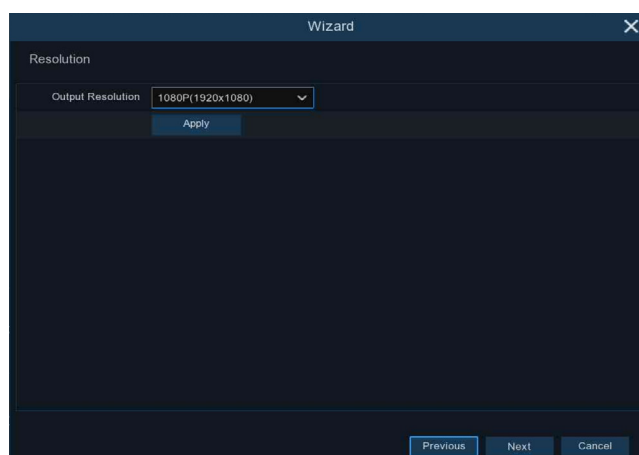 Wizard
Resolution
Output Resolution 1080P(1920x1080)
Apply
Previous Next Cancel